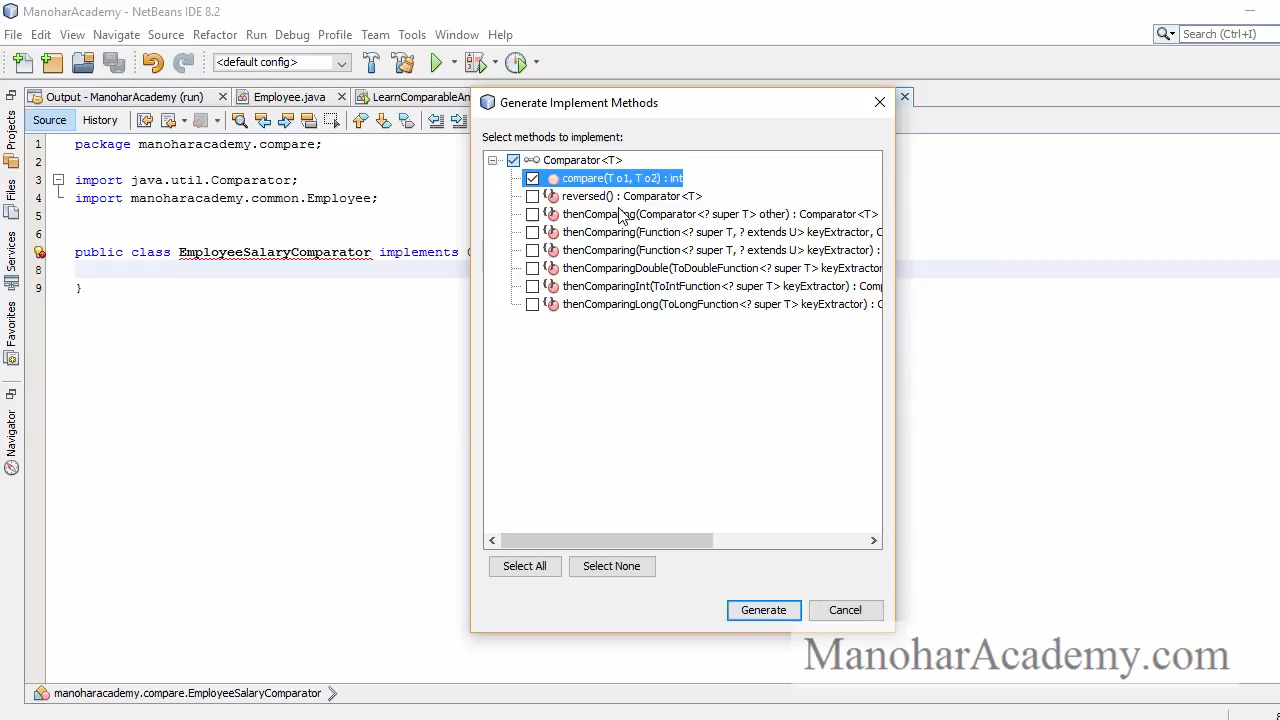 ManoharAcademy - NetBeans IDE 8.2
File Edit View Navigate Source Refactor Run Debug Profile Team Tools Window Help
Search (Ctrl+I)
<default config>
Output - ManoharAcademy (run) Employee.java LearnComparableAn
Source History
Projects
Files
Services
Favorites
Navigator
1 package manoharacademy.compare;
2
3 import java.util.Comparator;
4 import manoharacademy.common.Employee;
5
6
public class EmployeeSalaryComparator implements C
8
9 }
Generate Implement Methods
Select methods to implement:
Comparator<T>
compare(T o1, T o2) : int
reversed() : Comparator<T>
thenComparing(Comparator<? super T> other) : Comparator<T>
thenComparing(Function<? super T, ? extends U> keyExtractor, C
thenComparing(Function<? super T, ? extends U> keyExtractor) :
thenComparingDouble(ToDoubleFunction<? super T> keyExtractor
thenComparingInt(ToIntFunction<? super T> keyExtractor) : Comp
thenComparingLong(ToLongFunction<? super T> keyExtractor) : C
Select All Select None
Generate Cancel
ManoharAcademy.com
manoharacademy.compare.EmployeeSalaryComparator